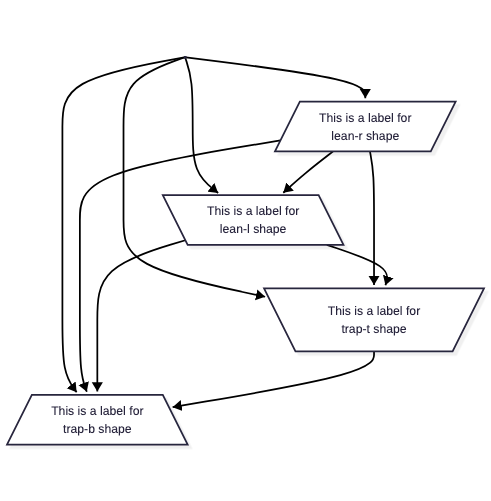 This is a label for
lean-r shape
This is a label for
lean-l shape
This is a label for
trap-t shape
This is a label for
trap-b shape